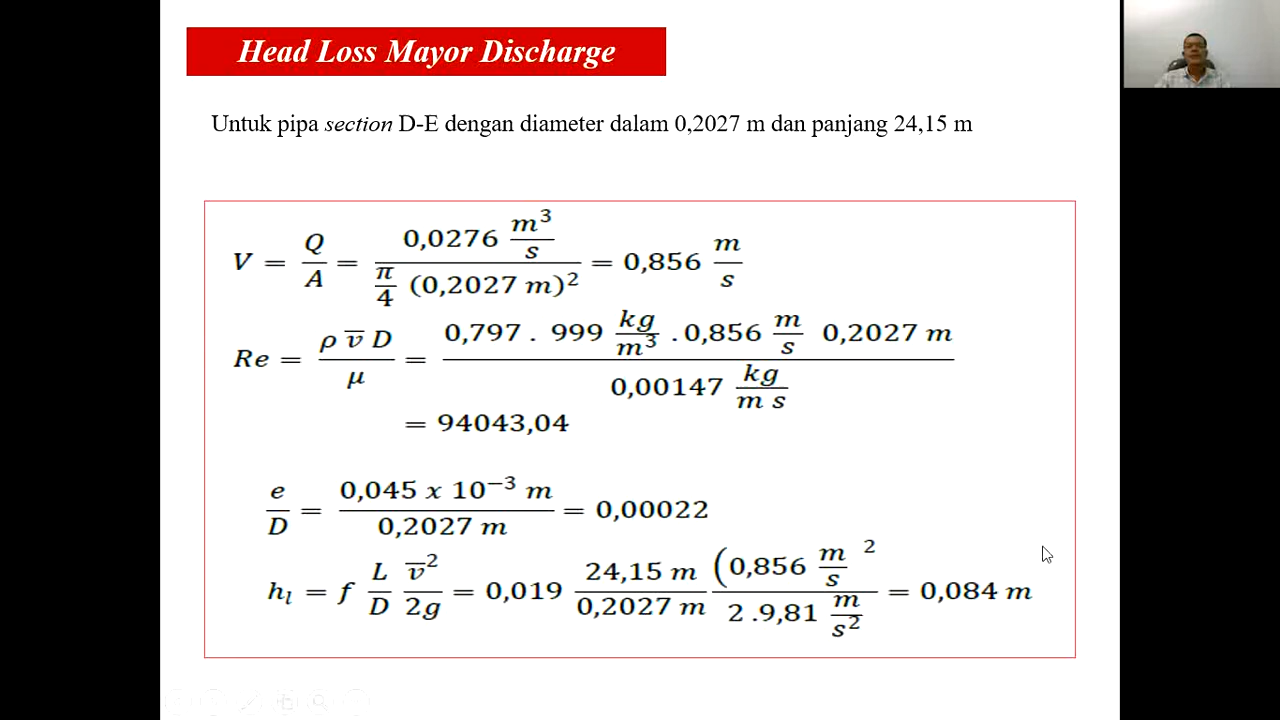 Head Loss Mayor Discharge
Untuk pipa section D-E dengan diameter dalam 0,2027 m dan panjang 24,15 m
V = Q/A = 0,0276 m³/s / π/4 (0,2027 m)² = 0,856 m/s
Re = ρ v̅ D / μ = 0,797 . 999 kg/m³ . 0,856 m/s 0,2027 m / 0,00147 kg/m s
= 94043,04
e/D = 0,045 x 10⁻³ m / 0,2027 m = 0,00022
hₗ = f L/D v̅²/2g = 0,019 24,15 m / 0,2027 m (0,856 m/s ² / 2 .9,81 m/s² = 0,084 m